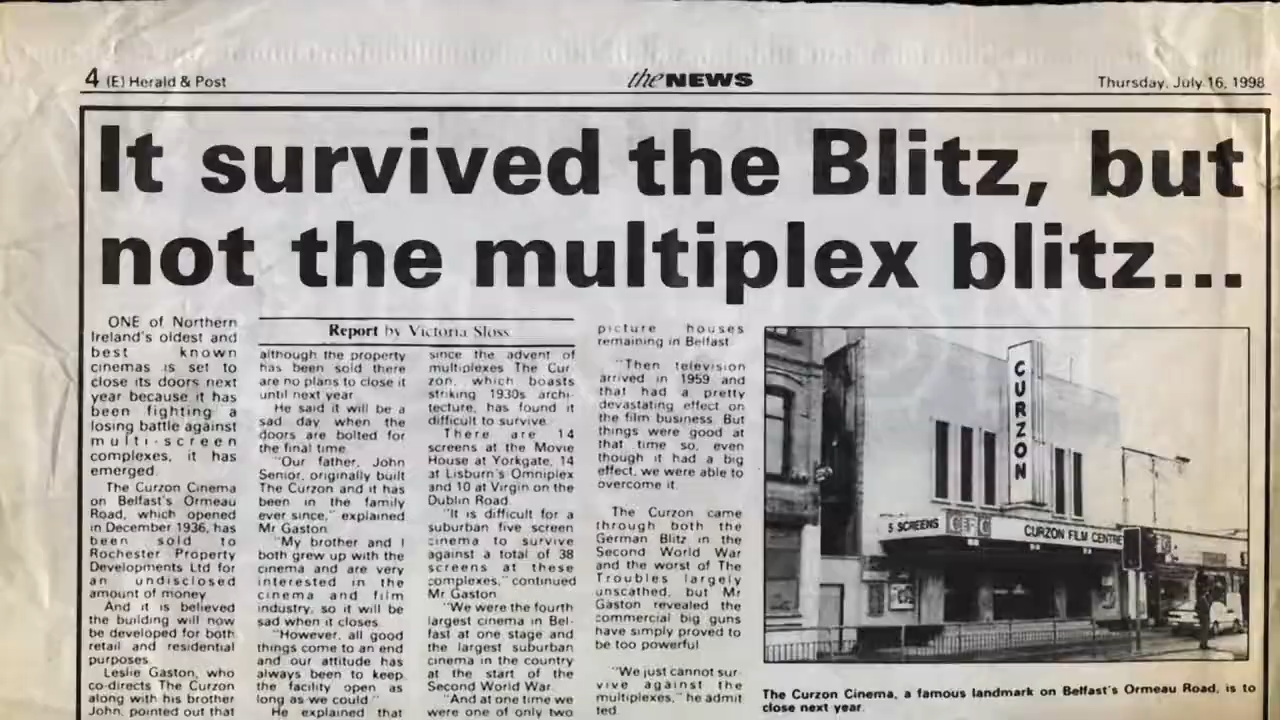 4 (E) Herald & Post
the NEWS
Thursday, July 16, 1998
It survived the Blitz, but
not the multiplex blitz...
ONE of Northern
Ireland's oldest and
best known
cinemas is set to
close its doors next
year because it has
been fighting a
losing battle against
multi-screen
complexes, it has
emerged.
The Curzon Cinema
on Belfast's Ormeau
Road, which opened
in December 1936, has
been sold to
Rochester Property
Developments Ltd for
an undisclosed
amount of money.
And it is believed
the building will now
be developed for both
retail and residential
purposes.
Leslie Gaston, who
co-directs The Curzon
along with his brother
John, pointed out that
Report by Victoria Sloss
although the property
has been sold there
are no plans to close it
until next year.
He said it will be a
sad day when the
doors are bolted for
the final time.
"Our father, John
Senior, originally built
The Curzon and it has
been in the family
ever since," explained
Mr Gaston.
"My brother and I
both grew up with the
cinema and are very
interested in the
cinema and film
industry, so it will be
sad when it closes.
"However, all good
things come to an end
and our attitude has
always been to keep
the facility open as
long as we could."
He explained that
since the advent of
multiplexes The Cur-
zon, which boasts
striking 1930s archi-
tecture, has found it
difficult to survive.
There are 14
screens at the Movie
House at Yorkgate, 14
at Lisburn's Omniplex
and 10 at Virgin on the
Dublin Road.
"It is difficult for a
suburban five screen
cinema to survive
against a total of 38
screens at these
complexes," continued
Mr Gaston.
"We were the fourth
largest cinema in Bel-
fast at one stage and
the largest suburban
cinema in the country
at the start of the
Second World War.
"And at one time we
were one of only two
picture houses
remaining in Belfast.
"Then television
arrived in 1959 and
that had a pretty
devastating effect on
the film business. But
things were good at
that time so, even
though it had a big
effect, we were able to
overcome it.
The Curzon came
through both the
German Blitz in the
Second World War
and the worst of The
Troubles largely
unscathed, but Mr
Gaston revealed the
commercial big guns
have simply proved to
be too powerful.
"We just cannot sur-
vive against the
multiplexes," he admit
ted.
CURZON
5 SCREENS
CURZON FILM CENTRE
The Curzon Cinema, a famous landmark on Belfast's Ormeau Road, is to
close next year.